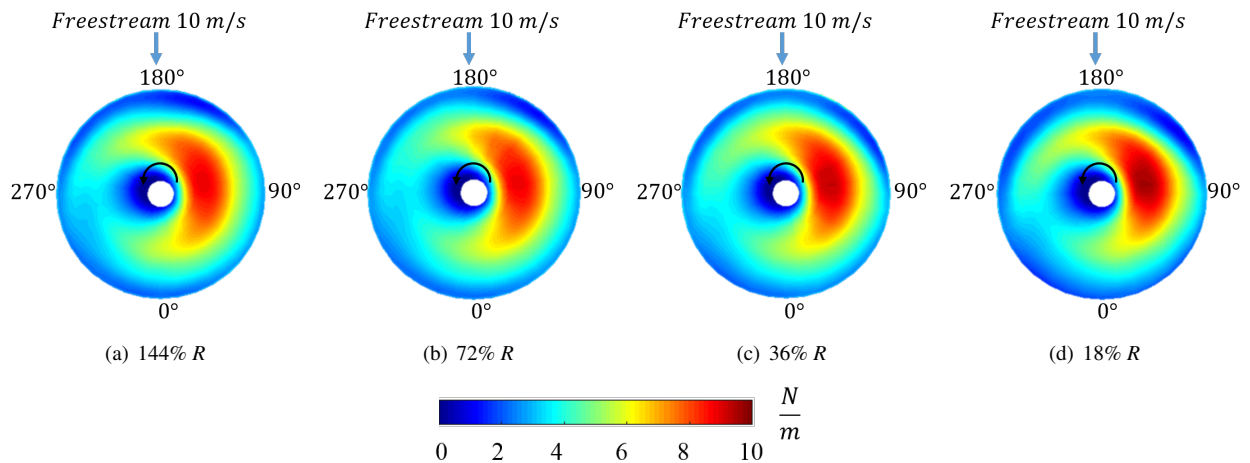 Freestream 10 m/s Freestream 10 m/s Freestream 10 m/s Freestream 10 m/s
180° 180° 180° 180°
270° 90° 270° 90° 270° 90° 270° 90°
0° 0° 0° 0°
(a) 144% R (b) 72% R (c) 36% R (d) 18% R
N
m
0 2 4 6 8 10